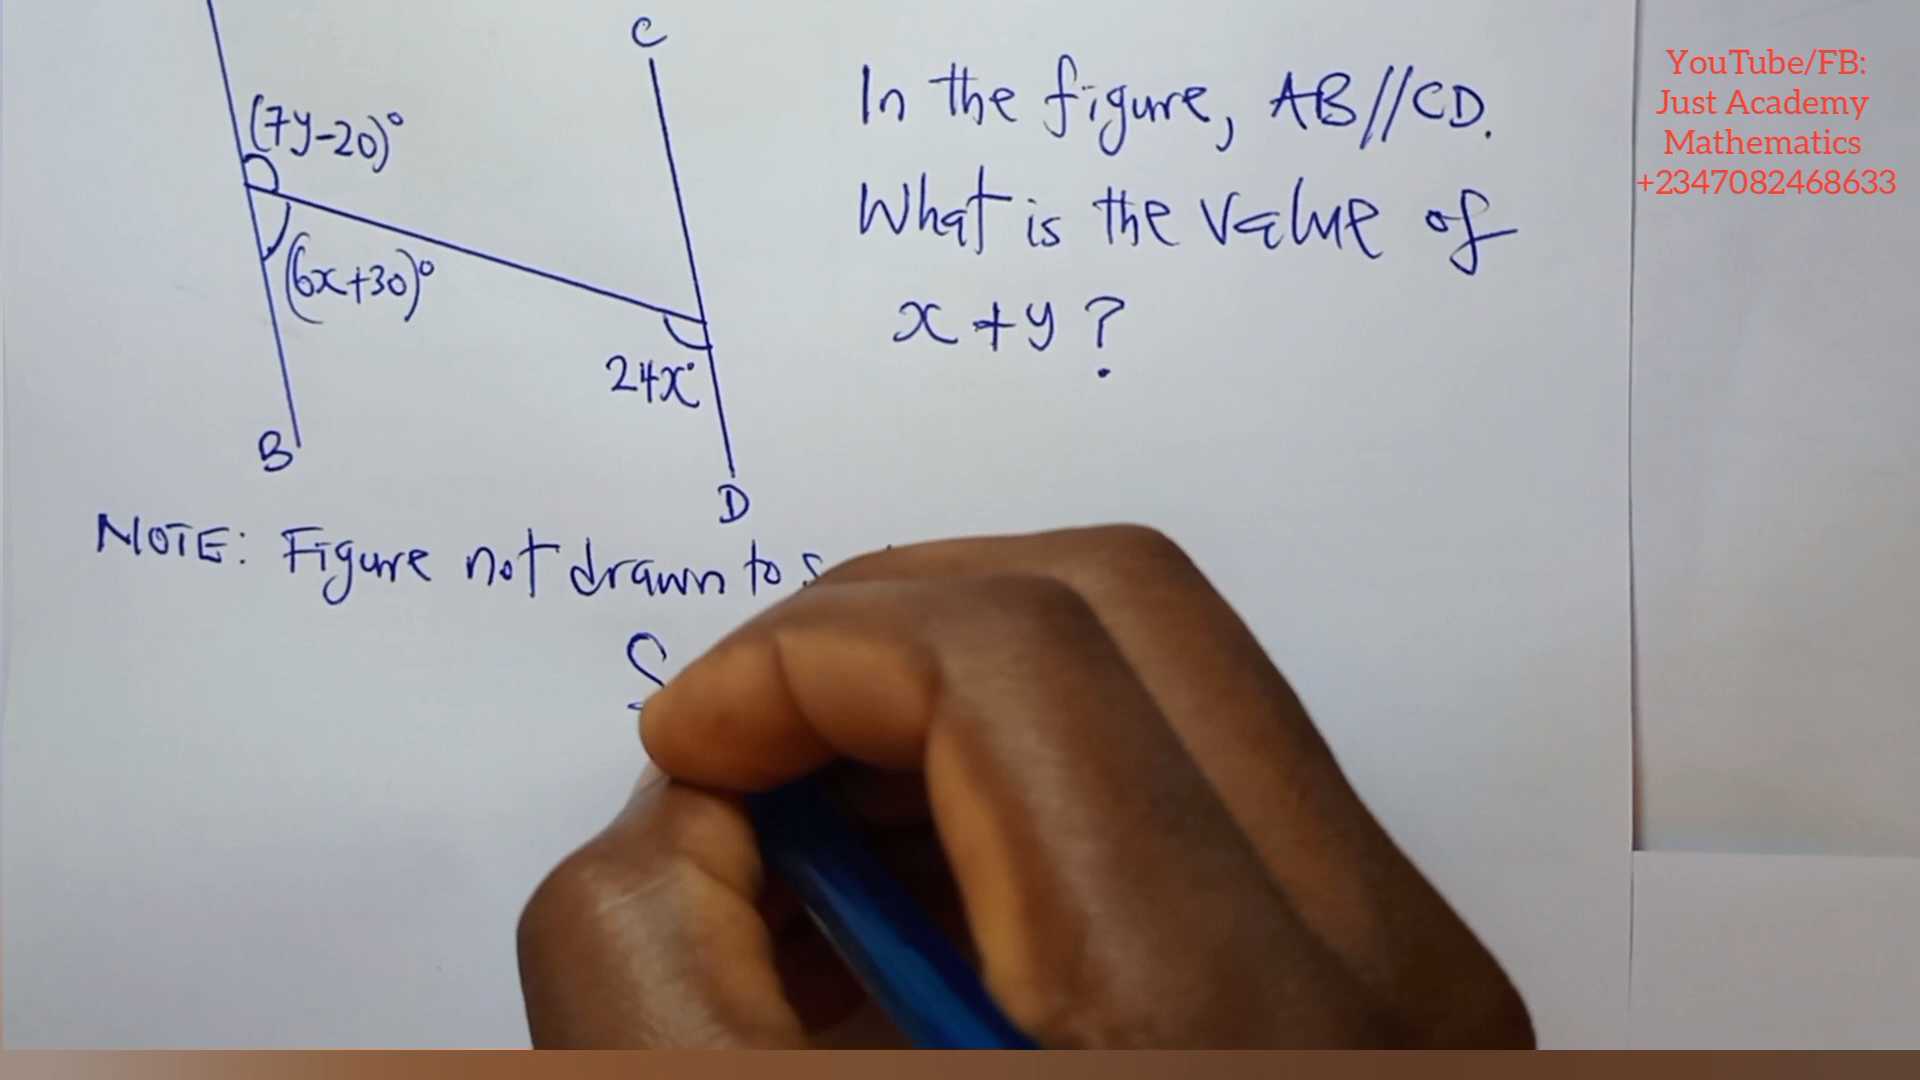 C
(7y-20)°
(6x+30)°
24x°
B
D
In the figure, AB//CD.
What is the value of
x+y?
NOTE: Figure not drawn to
S
YouTube/FB:
Just Academy
Mathematics
+2347082468633